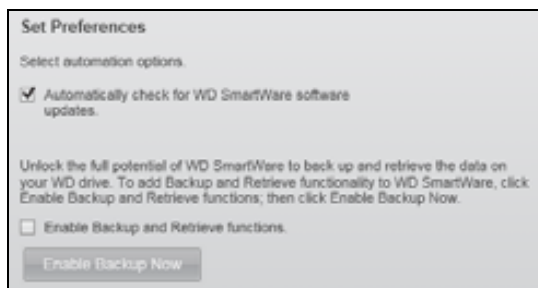 Set Preferences
Select automation options.
Automatically check for WD SmartWare software
updates.
Unlock the full potential of WD SmartWare to back up and retrieve the data on
your WD drive. To add Backup and Retrieve functionality to WD SmartWare, click
Enable Backup and Retrieve functions; then click Enable Backup Now.
Enable Backup and Retrieve functions.
Enable Backup Now